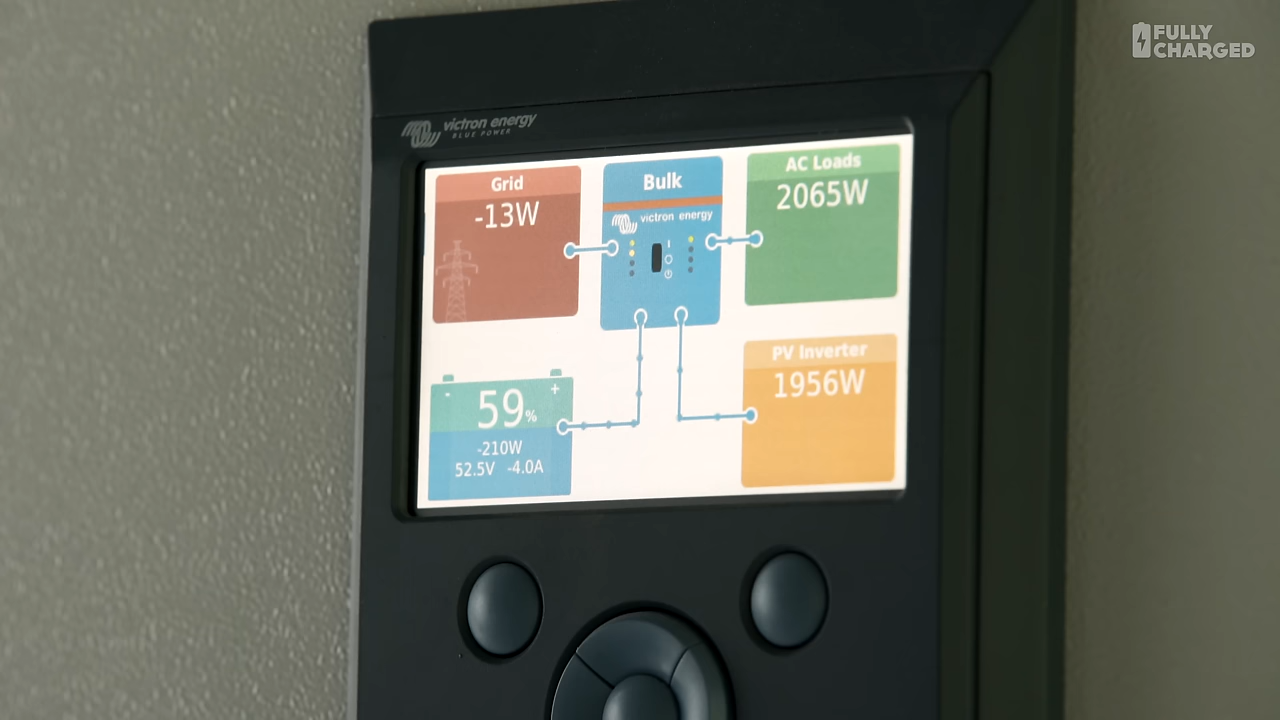 FULLY
CHARGED
victron energy
BLUE POWER
Grid
-13W
Bulk
victron energy
AC Loads
2065W
PV Inverter
1956W
- +
59%
-210W
52.5V -4.0A